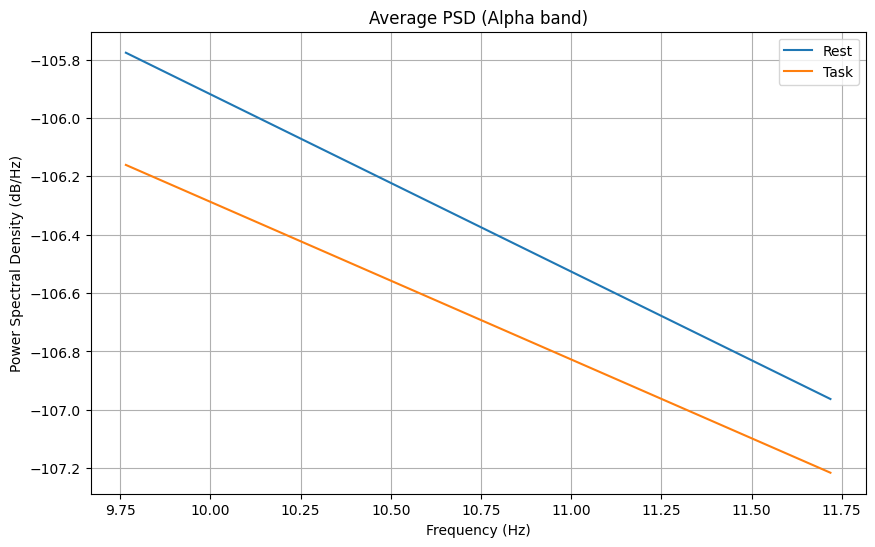 Average PSD (Alpha band)
Rest
Task
Power Spectral Density (dB/Hz)
−105.8
−106.0
−106.2
−106.4
−106.6
−106.8
−107.0
−107.2
9.75 10.00 10.25 10.50 10.75 11.00 11.25 11.50 11.75
Frequency (Hz)